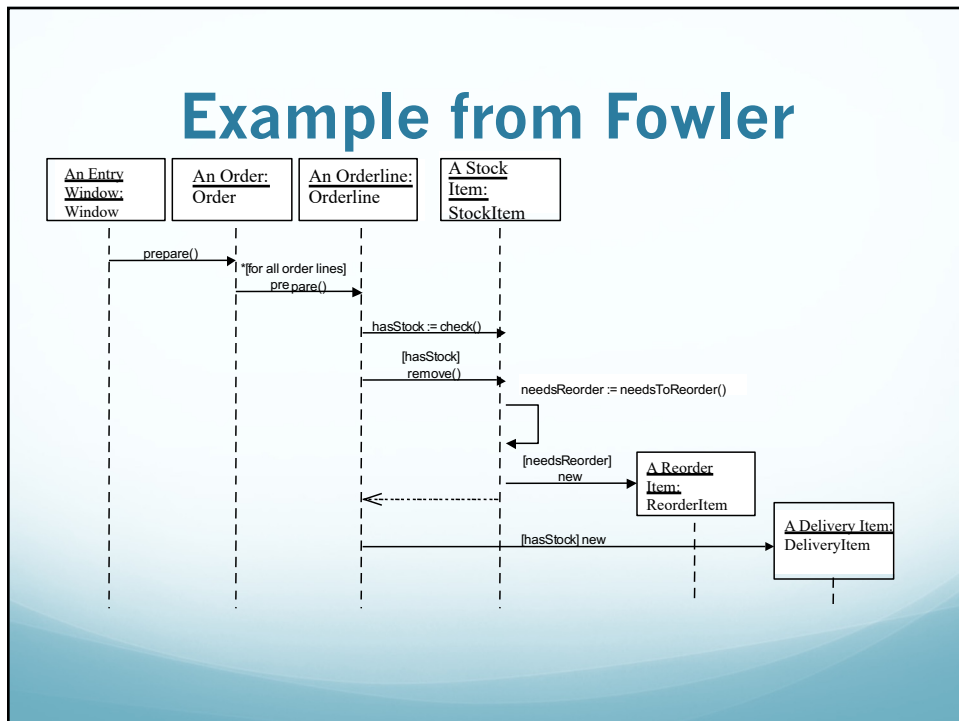 Example from Fowler
An Entry
Window:
Window
An Order:
Order
An Orderline:
Orderline
A Stock
Item:
StockItem
prepare()
*[for all order lines]
prepare()
hasStock := check()
[hasStock]
remove()
needsReorder := needsToReorder()
[needsReorder]
new
A Reorder
Item:
ReorderItem
A Delivery Item:
DeliveryItem
[hasStock] new